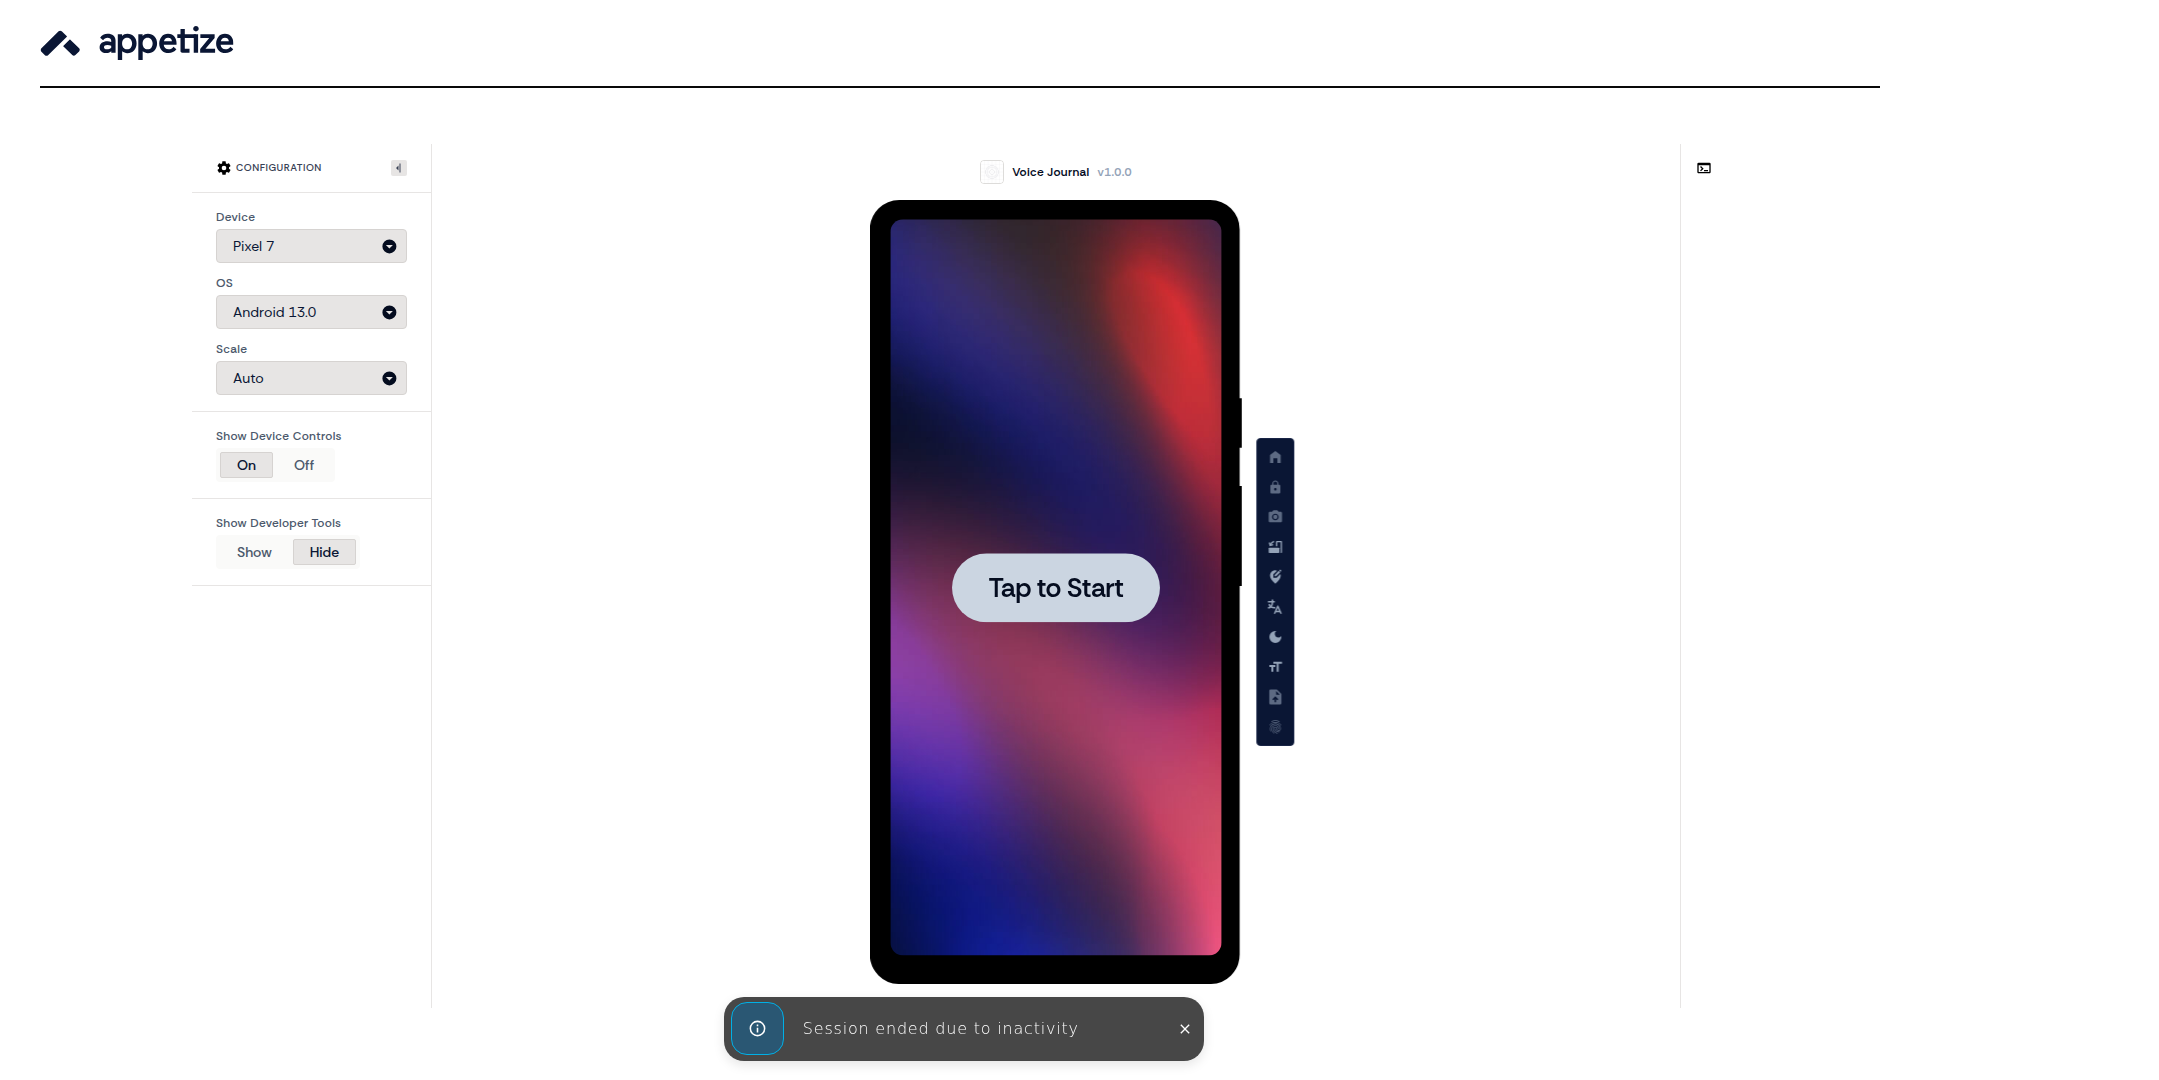 appetize
CONFIGURATION
Device
Pixel 7
OS
Android 13.0
Scale
Auto
Show Device Controls
On Off
Show Developer Tools
Show Hide
Voice Journal v1.0.0
Tap to Start
Session ended due to inactivity